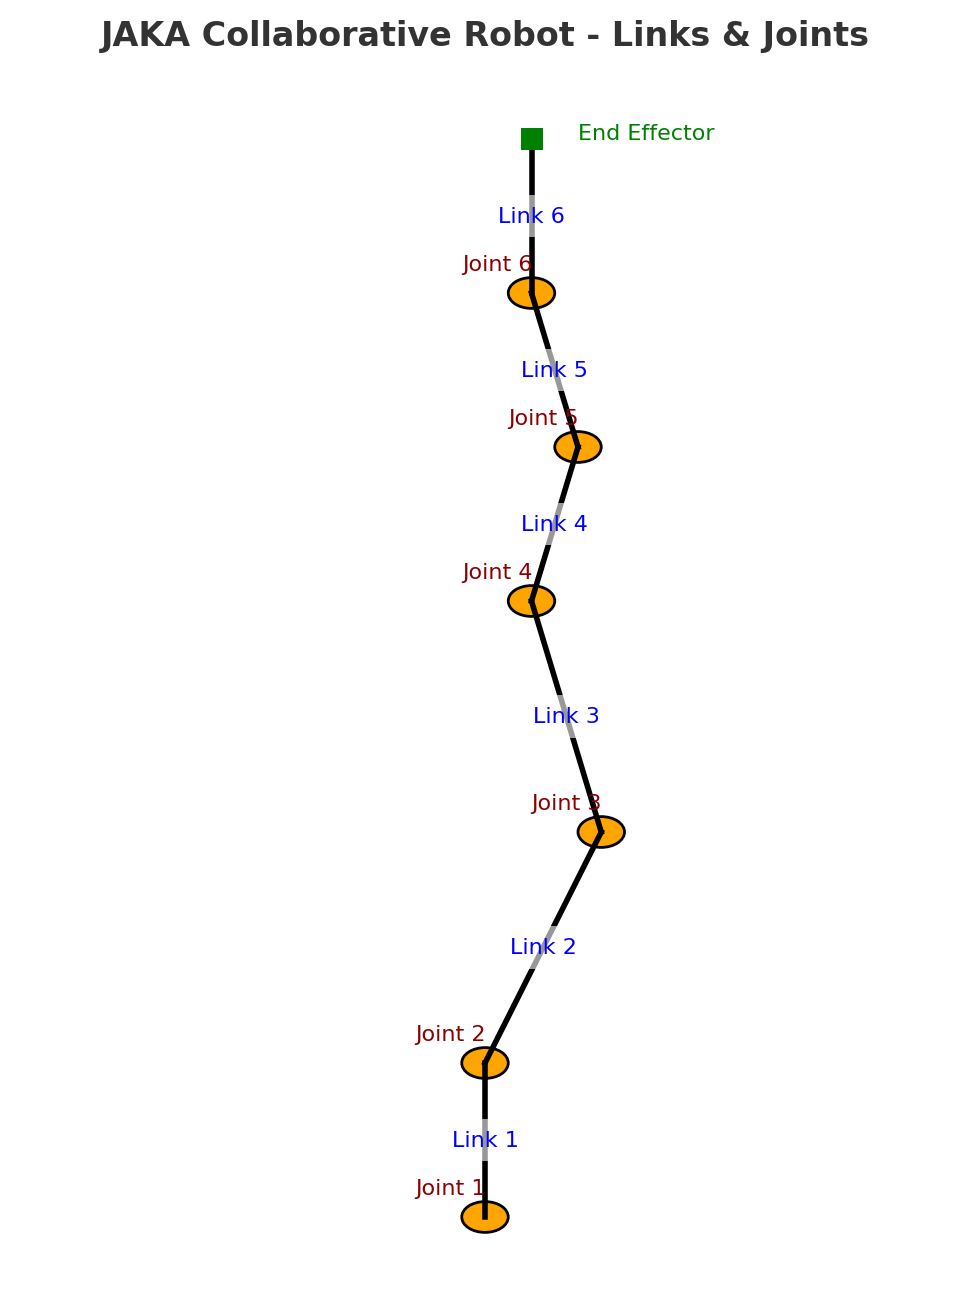 JAKA Collaborative Robot - Links & Joints
End Effector
Link 6
Joint 6
Link 5
Joint 5
Link 4
Joint 4
Link 3
Joint 3
Link 2
Joint 2
Link 1
Joint 1